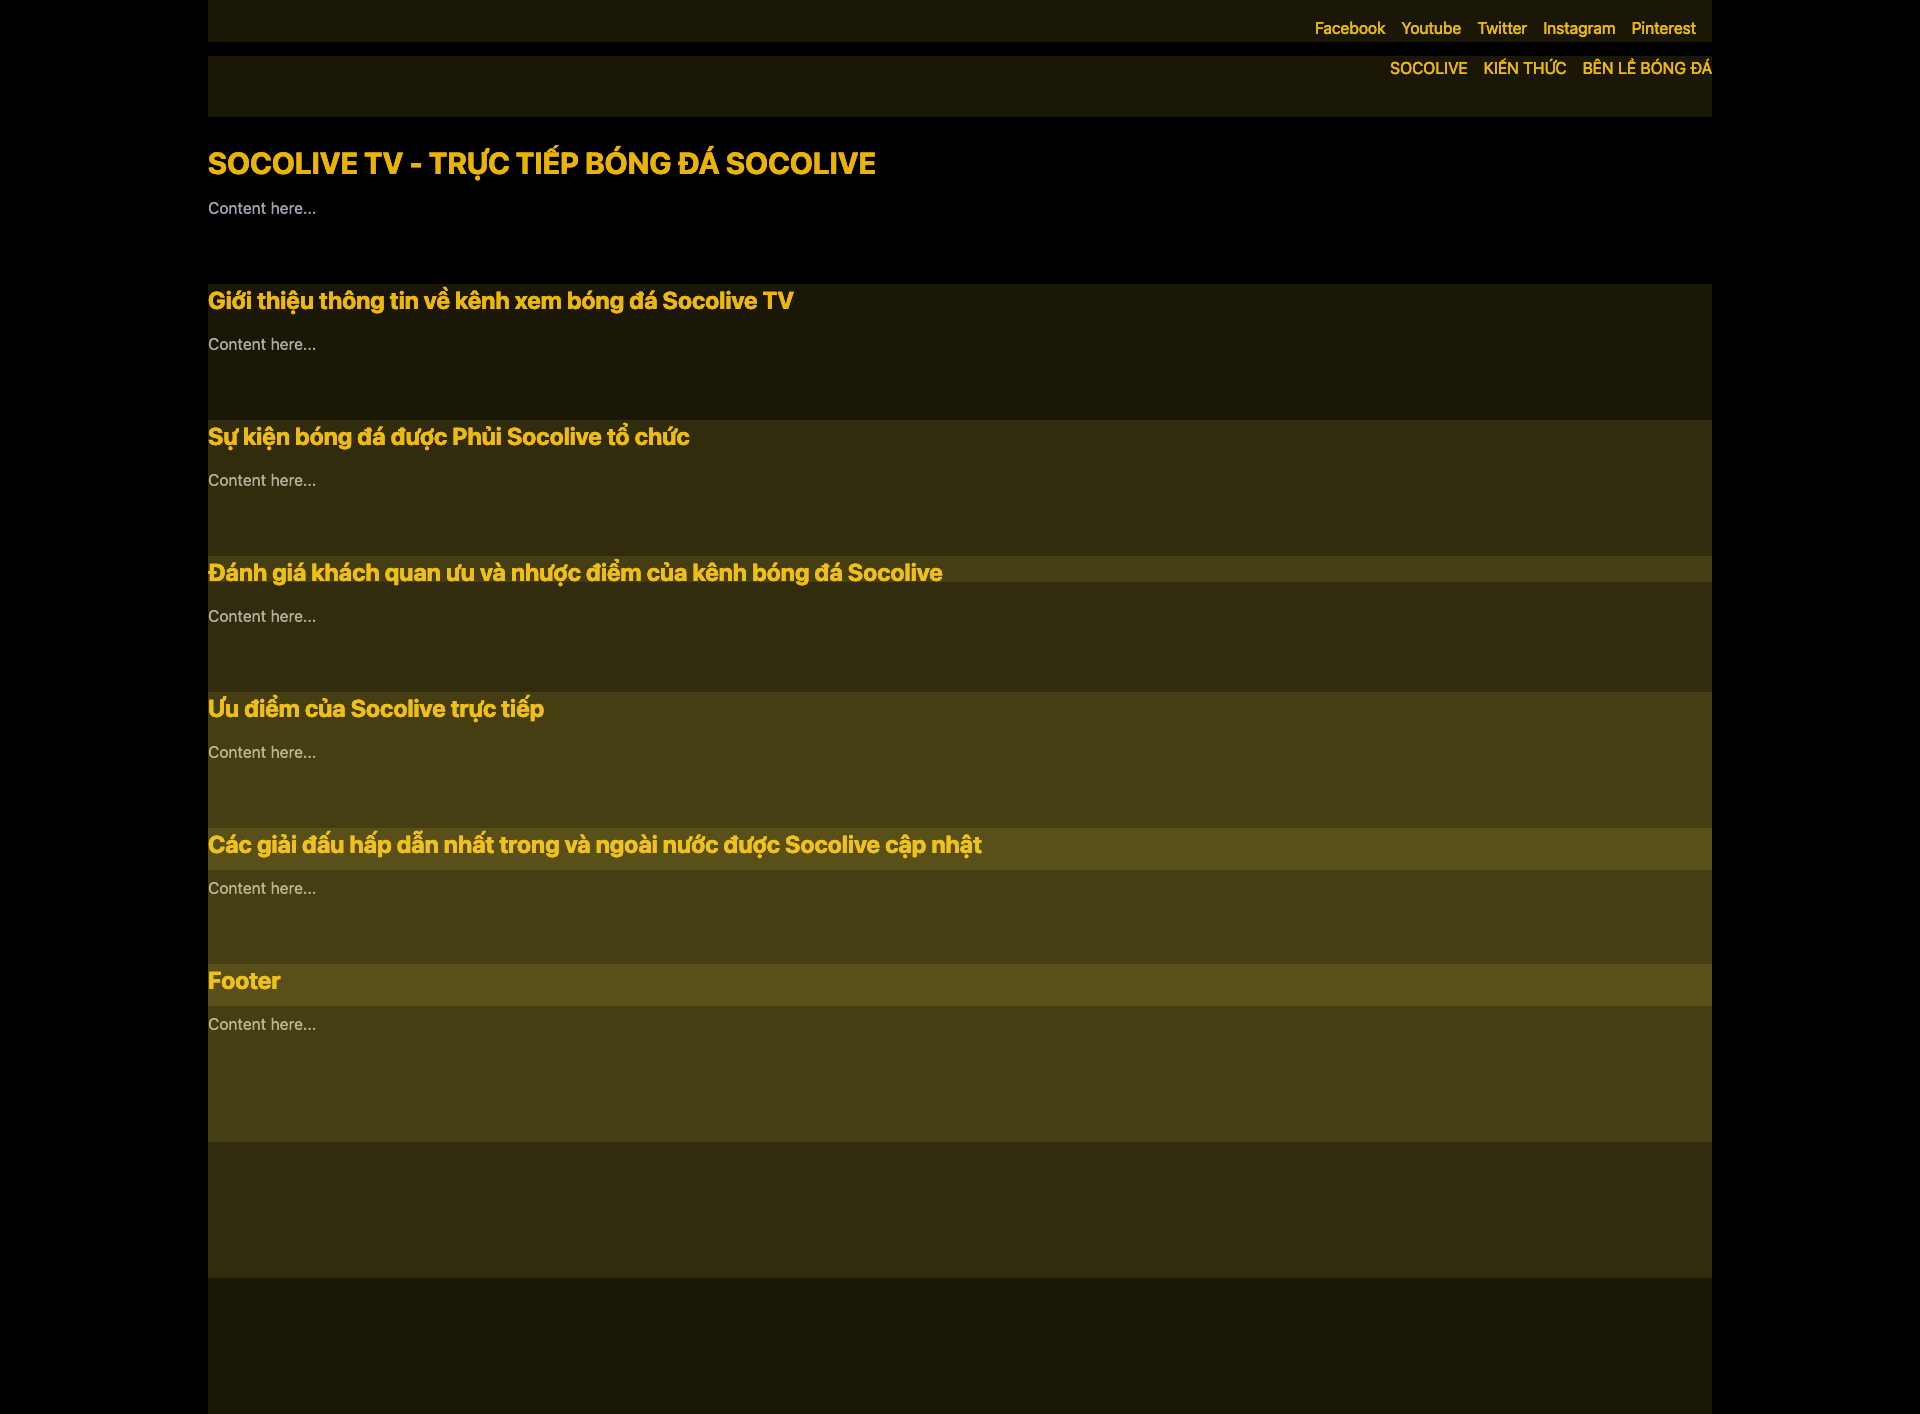 Facebook Youtube Twitter Instagram Pinterest
SOCOLIVE KIẾN THỨC BÊN LỀ BÓNG ĐÁ
SOCOLIVE TV - TRỰC TIẾP BÓNG ĐÁ SOCOLIVE
Content here...
Giới thiệu thông tin về kênh xem bóng đá Socolive TV
Content here...
Sự kiện bóng đá được Phủi Socolive tổ chức
Content here...
Đánh giá khách quan ưu và nhược điểm của kênh bóng đá Socolive
Content here...
Ưu điểm của Socolive trực tiếp
Content here...
Các giải đấu hấp dẫn nhất trong và ngoài nước được Socolive cập nhật
Content here...
Footer
Content here...